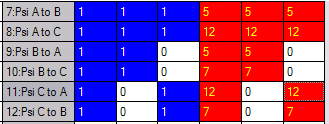 7:Psi A to B 1 1 1 5 5 5
8:Psi A to C 1 1 1 12 12 12
9:Psi B to A 1 1 0 5 5 0
10:Psi B to C 1 1 0 7 7 0
11:Psi C to A 1 0 1 12 0 12
12:Psi C to B 1 0 1 7 0 7